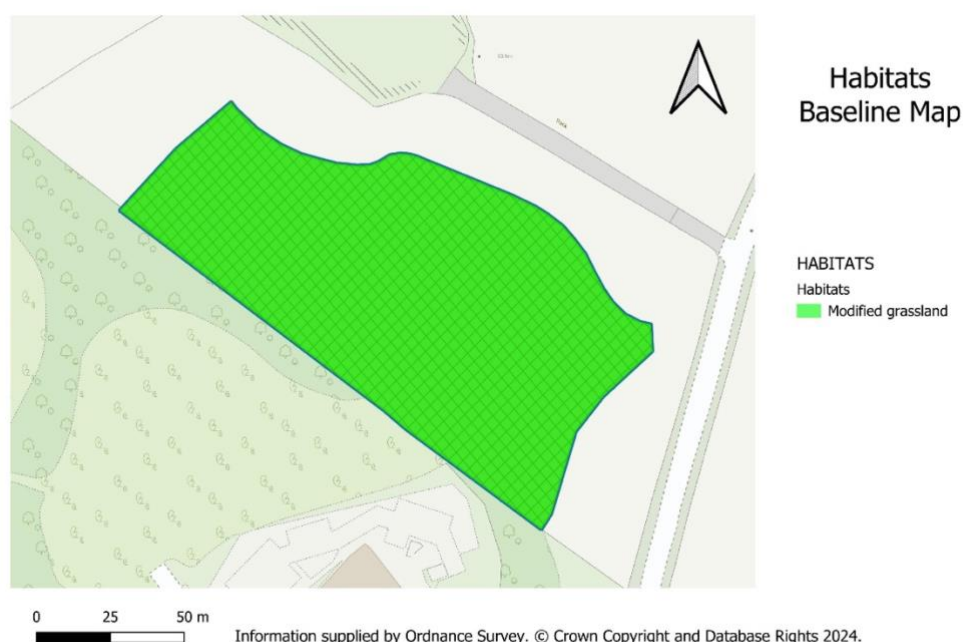 Habitats
Baseline Map
HABITATS
Habitats
Modified grassland
0 25 50 m
Information supplied by Ordnance Survey. © Crown Copyright and Database Rights 2024.